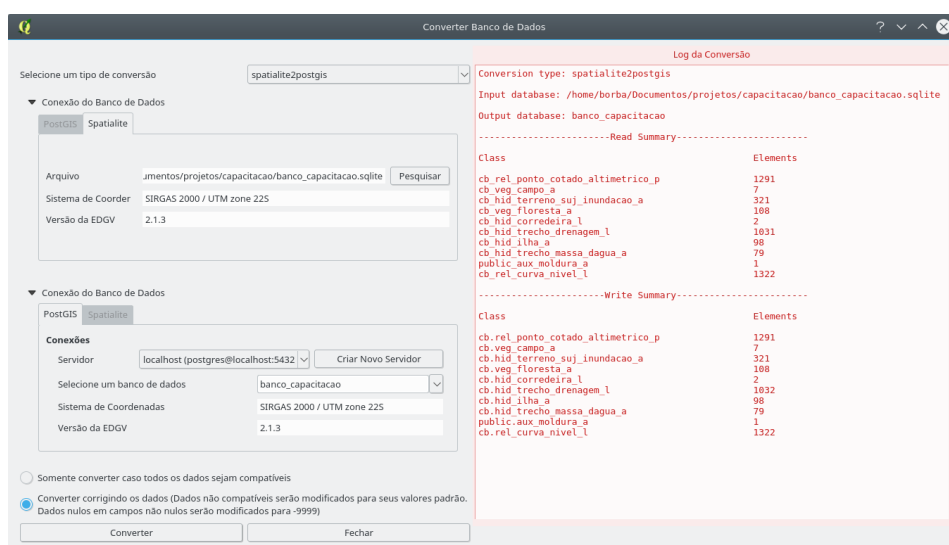 Converter Banco de Dados
Selecione um tipo de conversão
spatialite2postgis
Conexão do Banco de Dados
PostGIS
Spatialite
Arquivo
umentos/projetos/capacitacao/banco_capacitacao.sqlite
Pesquisar
Sistema de Coorder
SIRGAS 2000 / UTM zone 22S
Versão da EDGV
2.1.3
Conexão do Banco de Dados
PostGIS
Spatialite
Conexões
Servidor
localhost (postgres@localhost:5432
Criar Novo Servidor
Selecione um banco de dados
banco_capacitacao
Sistema de Coordenadas
SIRGAS 2000 / UTM zone 22S
Versão da EDGV
2.1.3
Somente converter caso todos os dados sejam compatíveis
Converter corrigindo os dados (Dados não compatíveis serão modificados para seus valores padrão.
Dados nulos em campos não nulos serão modificados para -9999)
Converter
Fechar
Log da Conversão
Conversion type: spatialite2postgis
Input database: /home/borba/Documentos/projetos/capacitacao/banco_capacitacao.sqlite
Output database: banco_capacitacao
-------------------------Read Summary-------------------------
Class Elements
cb_rel_ponto_cotado_altimetrico_p 1291
cb_veg_campo_a 7
cb_hid_terreno_suj_inundacao_a 321
cb_veg_floresta_a 108
cb_hid_corredeira_l 2
cb_hid_trecho_drenagem_l 1031
cb_hid_ilha_a 98
cb_hid_trecho_massa_dagua_a 79
public_aux_moldura_a 1
cb_rel_curva_nivel_l 1322
------------------------Write Summary-------------------------
Class Elements
cb.rel_ponto_cotado_altimetrico_p 1291
cb.veg_campo_a 7
cb.hid_terreno_suj_inundacao_a 321
cb.veg_floresta_a 108
cb.hid_corredeira_l 2
cb.hid_trecho_drenagem_l 1032
cb.hid_ilha_a 98
cb.hid_trecho_massa_dagua_a 79
public.aux_moldura_a 1
cb.rel_curva_nivel_l 1322